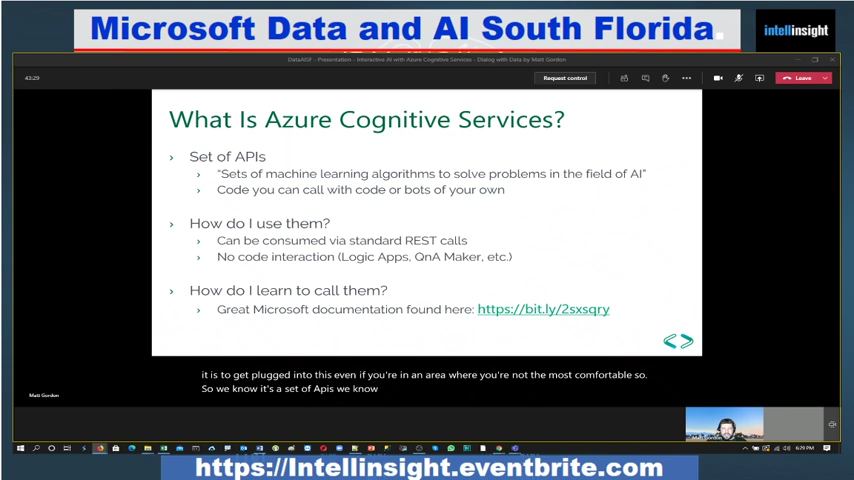 Microsoft Data and AI South Florida.
intellinsight
DataAISF - Presentation - Interactive AI with Azure Cognitive Services - Dialog with Data by Matt Gordon
43:29
Request control
Leave
What Is Azure Cognitive Services?
› Set of APIs
› “Sets of machine learning algorithms to solve problems in the field of AI”
› Code you can call with code or bots of your own
› How do I use them?
› Can be consumed via standard REST calls
› No code interaction (Logic Apps, QnA Maker, etc.)
› How do I learn to call them?
› Great Microsoft documentation found here: https://bit.ly/2sxsqry
it is to get plugged into this even if you're in an area where you're not the most comfortable so.
So we know it's a set of Apis we know
Matt Gordon
6:29 PM
https://Intellinsight.eventbrite.com